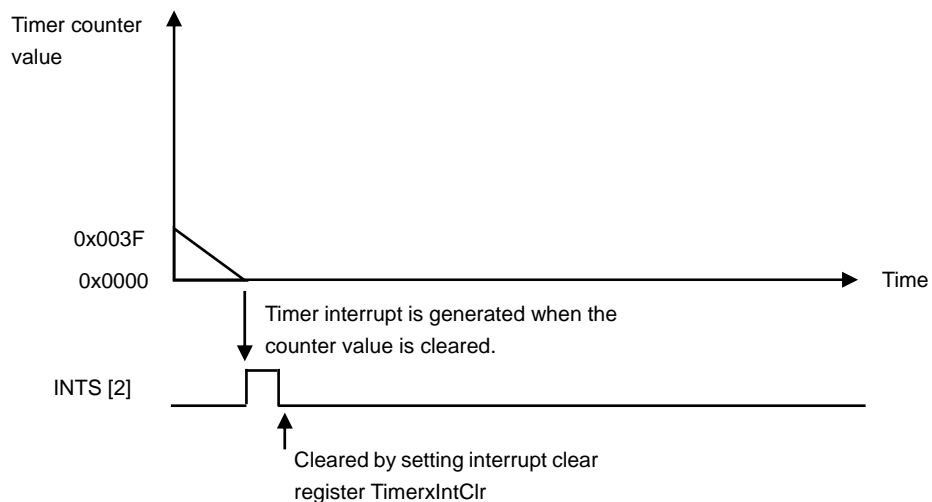 Timer counter
value
0x003F
0x0000
Time
Timer interrupt is generated when the
counter value is cleared.
INTS [2]
Cleared by setting interrupt clear
register TimerxIntClr